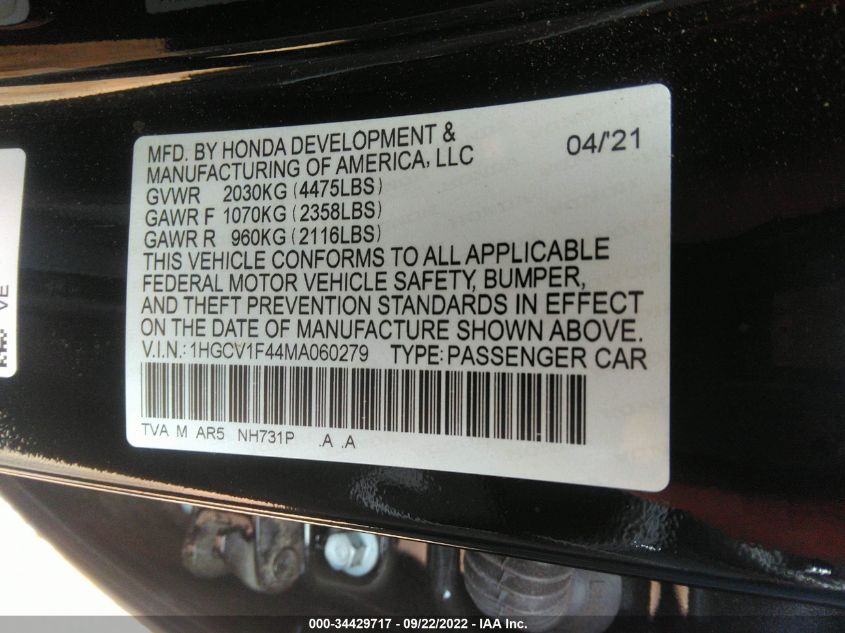 MFD. BY HONDA DEVELOPMENT &
MANUFACTURING OF AMERICA, LLC 04/'21
GVWR 2030KG (4475LBS)
GAWR F 1070KG (2358LBS)
GAWR R 960KG (2116LBS)
THIS VEHICLE CONFORMS TO ALL APPLICABLE
FEDERAL MOTOR VEHICLE SAFETY, BUMPER,
AND THEFT PREVENTION STANDARDS IN EFFECT
ON THE DATE OF MANUFACTURE SHOWN ABOVE.
V.I.N.: 1HGCV1F44MA060279 TYPE: PASSENGER CAR
TVA M AR5 NH731P .A .A
VE
000-34429717 - 09/22/2022 - IAA Inc.